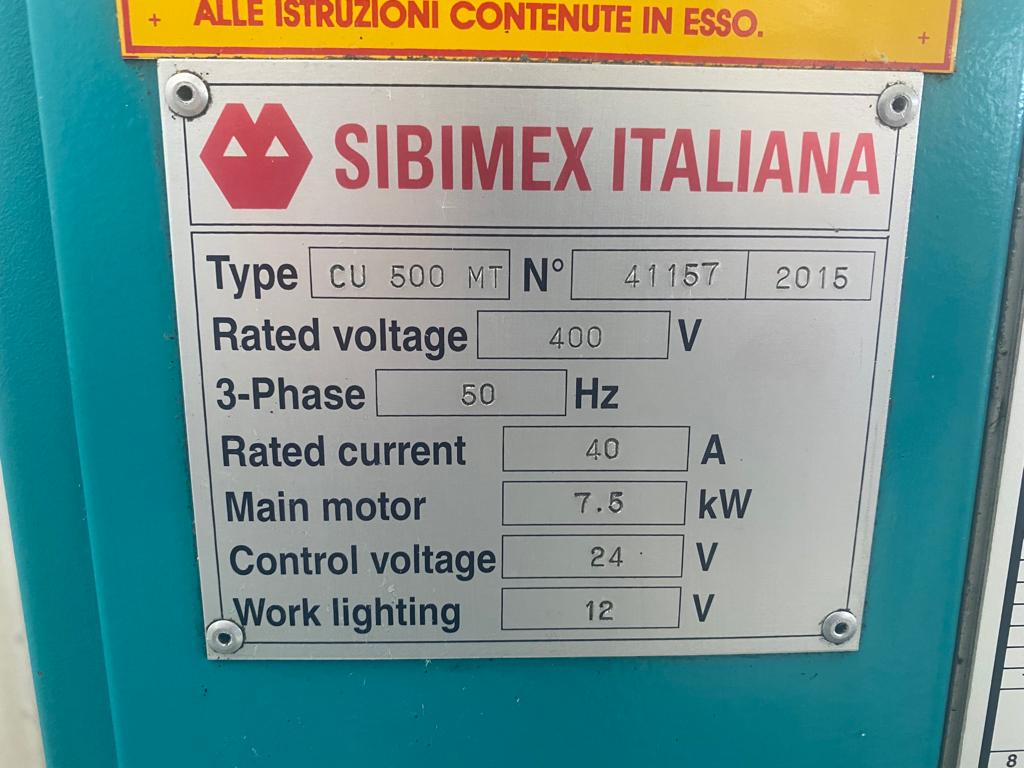 ALLE ISTRUZIONI CONTENUTE IN ESSO.
SIBIMEX ITALIANA
Type CU 500 MT N° 41157 2015
Rated voltage 400 V
3-Phase 50 Hz
Rated current 40 A
Main motor 7.5 kW
Control voltage 24 V
Work lighting 12 V
8